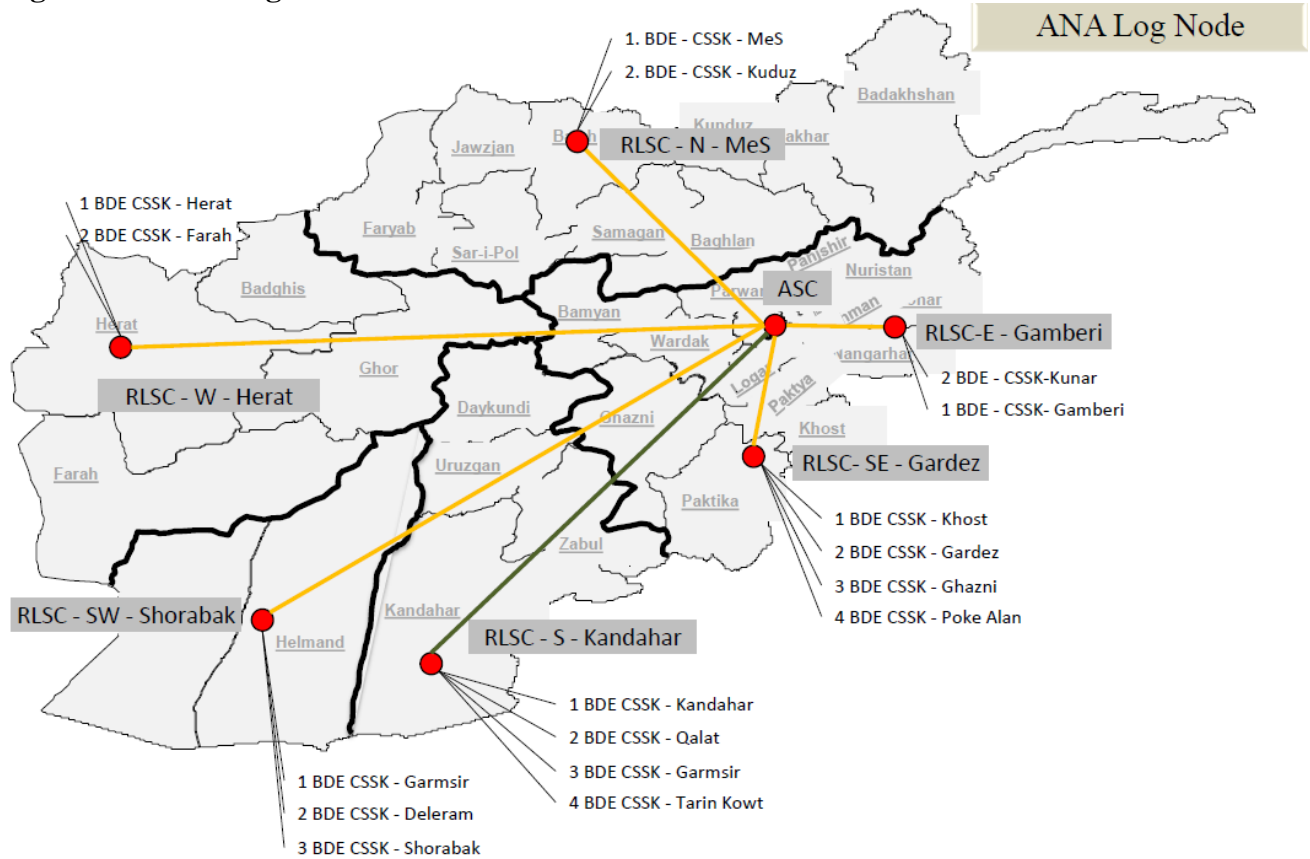 ANA Log Node
1. BDE - CSSK - MeS
2. BDE - CSSK - Kuduz
Badakhshan
Kunduz
RLSC - N - MeS
Jawzjan
1 BDE CSSK - Herat
2 BDE CSSK - Farah
Faryab
Samagan
Baghlan
Sar-i-Pol
Panjshir
Nuristan
Badghis
ASC
Bamyan
Herat
Wardak
RLSC-E - Gamberi
Ghor
2 BDE - CSSK-Kunar
1 BDE - CSSK- Gamberi
RLSC - W - Herat
Daykundi
Paktya
Ghazni
Khost
RLSC- SE - Gardez
Farah
Uruzgan
Paktika
1 BDE CSSK - Khost
2 BDE CSSK - Gardez
3 BDE CSSK - Ghazni
4 BDE CSSK - Poke Alan
Zabul
RLSC - SW - Shorabak
Kandahar
Helmand
RLSC - S - Kandahar
1 BDE CSSK - Kandahar
2 BDE CSSK - Qalat
3 BDE CSSK - Garmsir
4 BDE CSSK - Tarin Kowt
1 BDE CSSK - Garmsir
2 BDE CSSK - Deleram
3 BDE CSSK - Shorabak